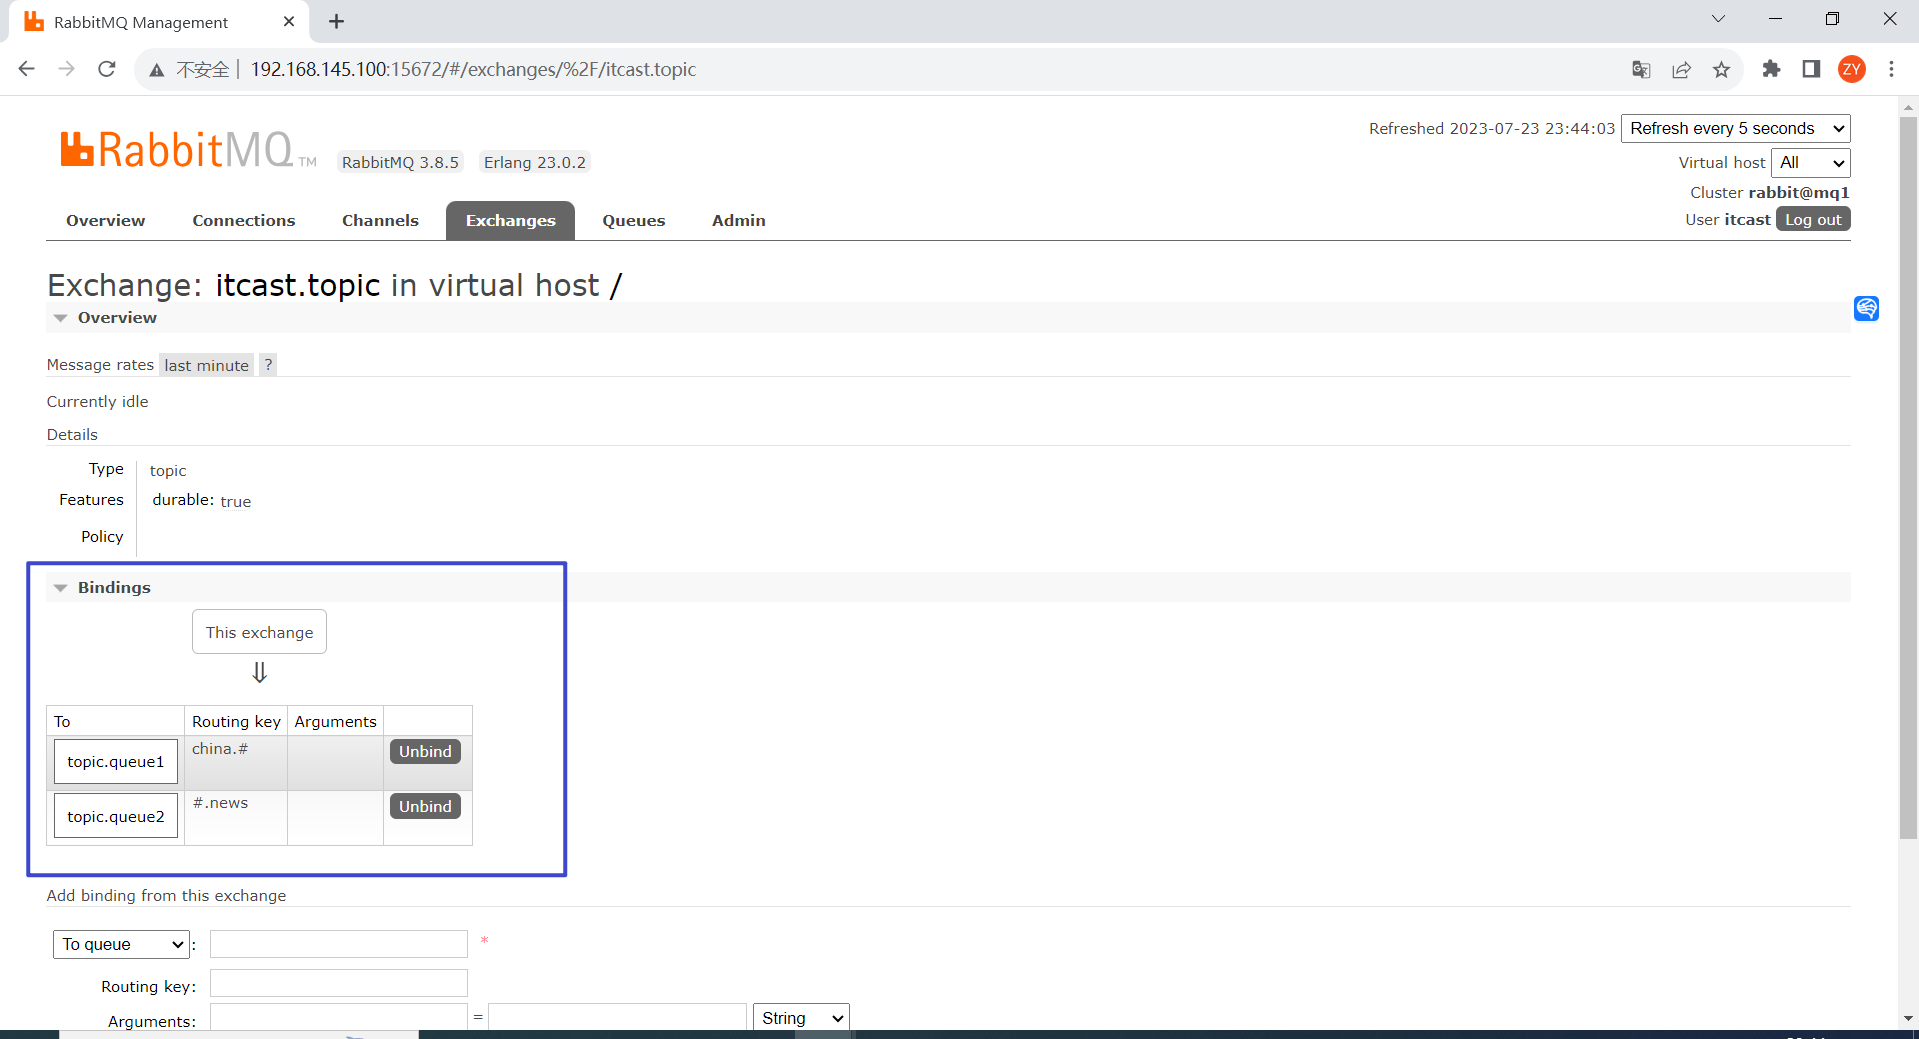 RabbitMQ Management
不安全 | 192.168.145.100:15672/#/exchanges/%2F/itcast.topic
ZY
RabbitMQ TM RabbitMQ 3.8.5 Erlang 23.0.2
Refreshed 2023-07-23 23:44:03 Refresh every 5 seconds
Virtual host All
Cluster rabbit@mq1
User itcast Log out
Overview Connections Channels Exchanges Queues Admin
Exchange: itcast.topic in virtual host /
Overview
Message rates last minute ?
Currently idle
Details
Type topic
Features durable: true
Policy
Bindings
This exchange
⇓
To Routing key Arguments
topic.queue1 china.# Unbind
topic.queue2 #.news Unbind
Add binding from this exchange
To queue : *
Routing key:
Arguments: = String